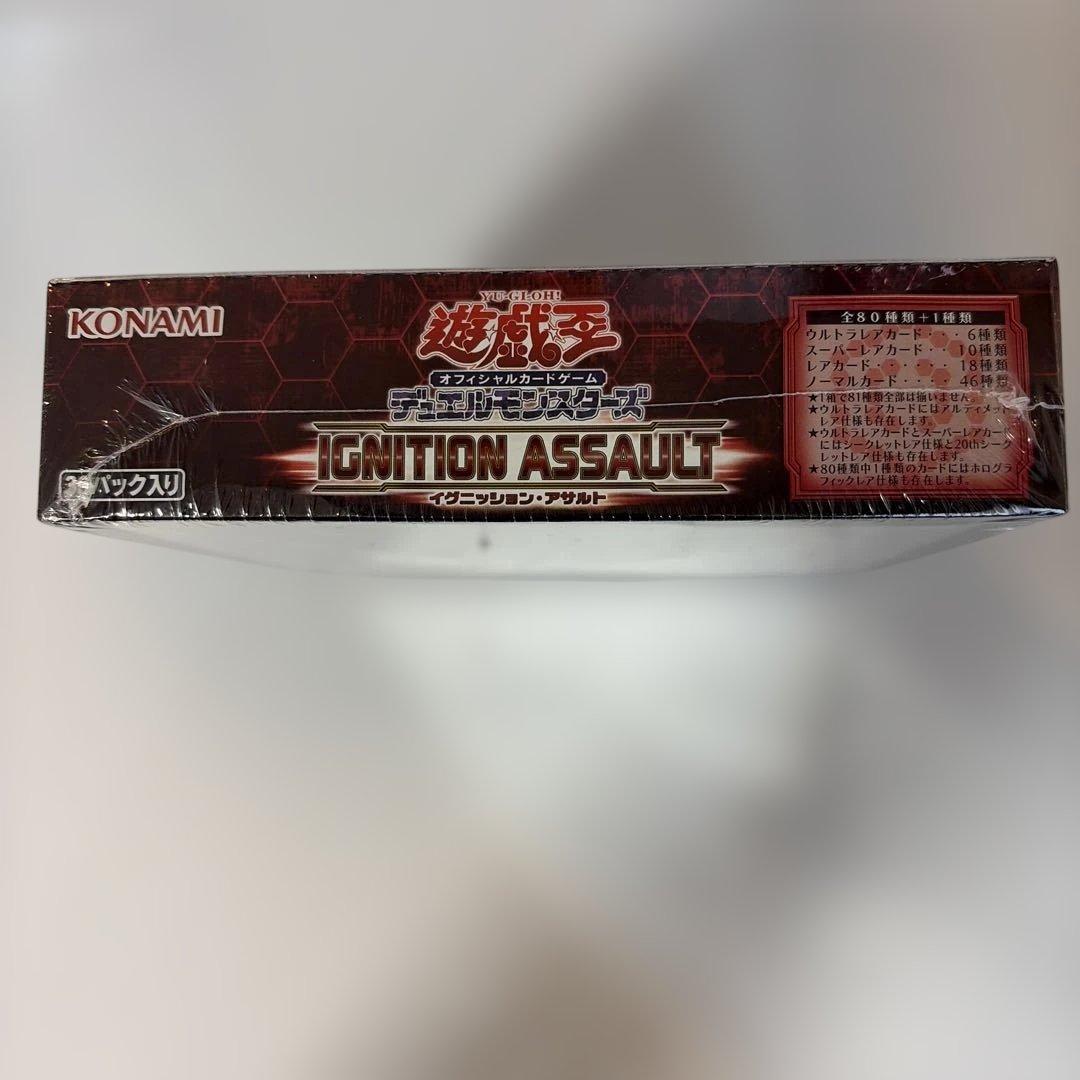 KONAMI
YU-GI-OH!
遊戯王
オフィシャルカードゲーム
デュエルモンスターズ
IGNITION ASSAULT
イグニッション・アサルト
パック入り
全80種類+1種類
ウルトラレアカード・・・6種類
スーパーレアカード・・10種類
レアカード・・・・・・18種類
ノーマルカード・・・・46種類
★1箱で81種類全部は揃いません。
★ウルトラレアカードにはアルティメット
レア仕様も存在します。
★ウルトラレアカードとスーパーレアカード
にはシークレットレア仕様と20thシーク
レットレア仕様も存在します。
★80種類中1種類のカードにはホログラ
フィックレア仕様も存在します。